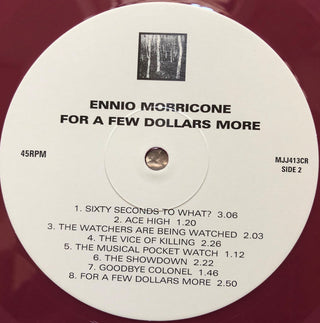 ENNIO MORRICONE
FOR A FEW DOLLARS MORE
45RPM
MJJ413CR
SIDE 2
1. SIXTY SECONDS TO WHAT? 3.06
2. ACE HIGH 1.20
3. THE WATCHERS ARE BEING WATCHED 2.03
4. THE VICE OF KILLING 2.26
5. THE MUSICAL POCKET WATCH 1.12
6. THE SHOWDOWN 2.22
7. GOODBYE COLONEL 1.46
8. FOR A FEW DOLLARS MORE 2.50